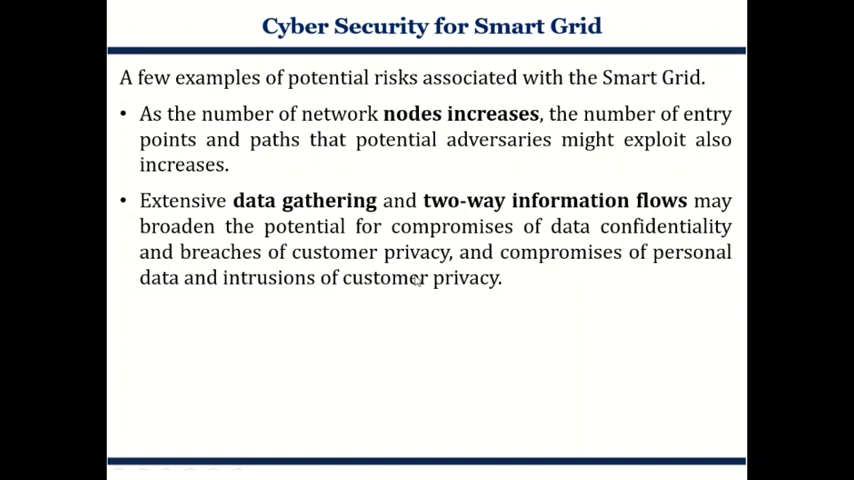 Cyber Security for Smart Grid
A few examples of potential risks associated with the Smart Grid.
• As the number of network nodes increases, the number of entry
points and paths that potential adversaries might exploit also
increases.
• Extensive data gathering and two-way information flows may
broaden the potential for compromises of data confidentiality
and breaches of customer privacy, and compromises of personal
data and intrusions of customer privacy.